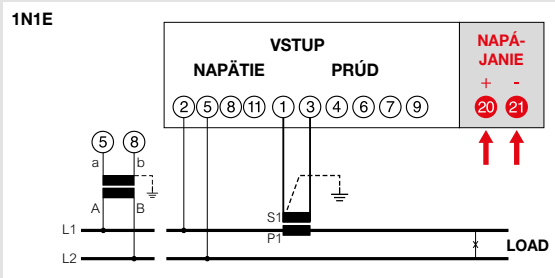 1N1E
VSTUP
NAPÄTIE PRÚD
NAPÁ-
JANIE
+ -
2 5 8 11 1 3 4 6 7 9 20 21
5 8
a b
A B
S1
P1
L1
L2
LOAD
x